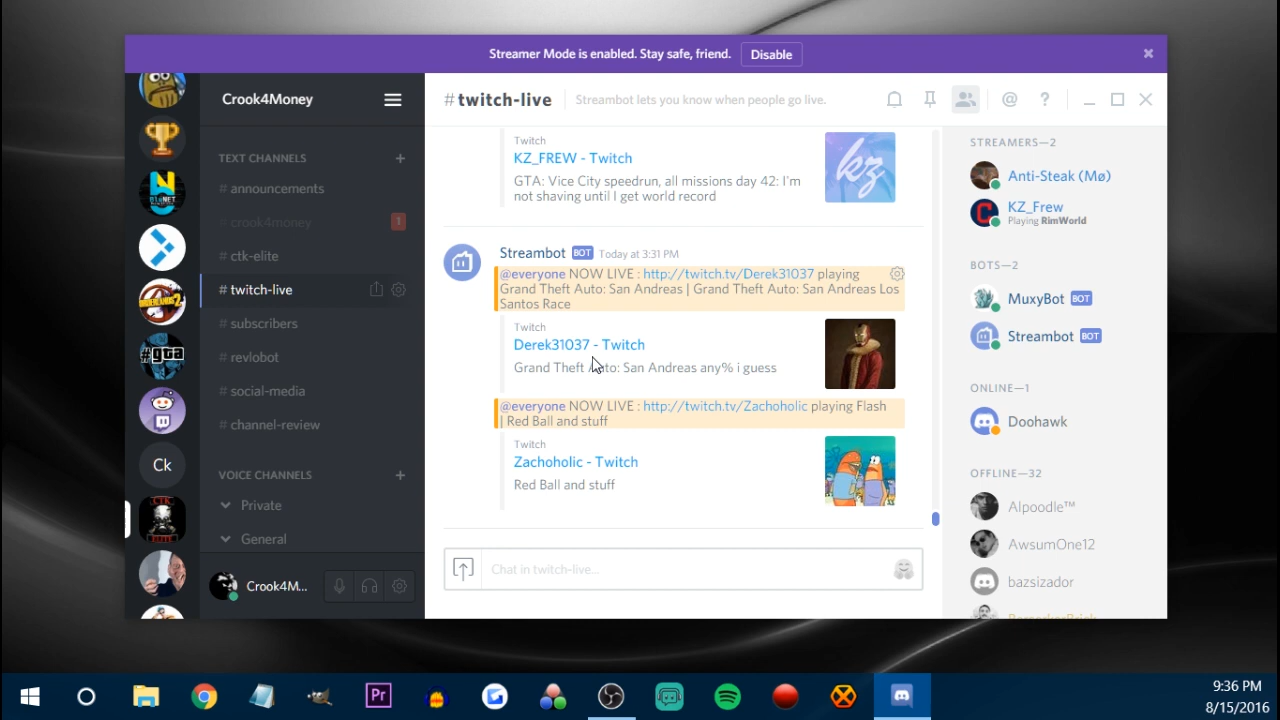 Streamer Mode is enabled. Stay safe, friend. Disable
Crook4Money
#twitch-live
Streambot lets you know when people go live.
TEXT CHANNELS
# announcements
# crook4money 1
# ctk-elite
# twitch-live
# subscribers
# revlobot
# social-media
# channel-review
VOICE CHANNELS
Private
General
Crook4M...
#gta
Ck
Twitch
KZ_FREW - Twitch
GTA: Vice City speedrun, all missions day 42: I'm
not shaving until I get world record
kz
Streambot BOT Today at 3:31 PM
@everyone NOW LIVE : http://twitch.tv/Derek31037 playing
Grand Theft Auto: San Andreas | Grand Theft Auto: San Andreas Los
Santos Race
Twitch
Derek31037 - Twitch
Grand Theft Auto: San Andreas any% i guess
@everyone NOW LIVE : http://twitch.tv/Zachoholic playing Flash
| Red Ball and stuff
Twitch
Zachoholic - Twitch
Red Ball and stuff
Chat in twitch-live...
STREAMERS—2
Anti-Steak (Mø)
KZ_Frew
Playing RimWorld
BOTS—2
MuxyBot BOT
Streambot BOT
ONLINE—1
Doohawk
OFFLINE—32
Alpoodle™
AwsumOne12
bazsizador
Pr
9:36 PM
8/15/2016